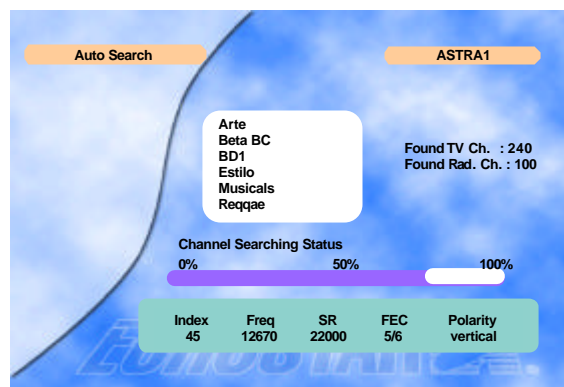 Auto Search
ASTRA1
Arte
Beta BC
BD1
Estilo
Musicals
Reqqae
Found TV Ch. : 240
Found Rad. Ch. : 100
Channel Searching Status
0% 50% 100%
Index Freq SR FEC Polarity
45 12670 22000 5/6 vertical